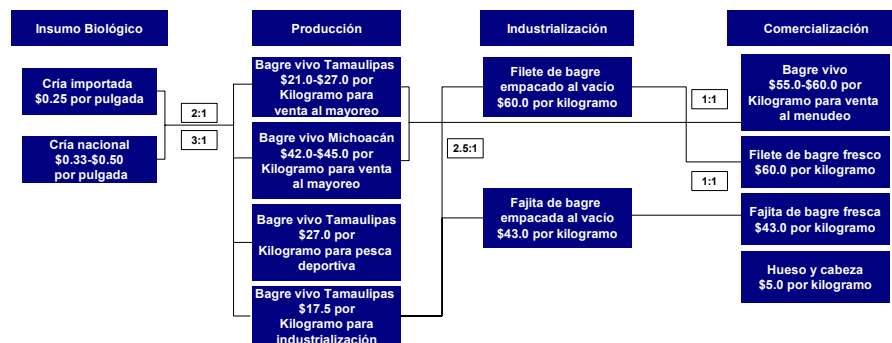 Insumo Biológico
Producción
Industrialización
Comercialización
Cría importada
$0.25 por pulgada
Cría nacional
$0.33-$0.50
por pulgada
2:1
3:1
Bagre vivo Tamaulipas
$21.0-$27.0 por
Kilogramo para
venta al mayoreo
Bagre vivo Michoacán
$42.0-$45.0 por
Kilogramo para venta
al mayoreo
Bagre vivo Tamaulipas
$27.0 por
Kilogramo para pesca
deportiva
Bagre vivo Tamaulipas
$17.5 por
Kilogramo para
industrialización
2.5:1
Filete de bagre
empacado al vacío
$60.0 por kilogramo
Fajita de bagre
empacada al vacío
$43.0 por kilogramo
1:1
1:1
Bagre vivo
$55.0-$60.0 por
Kilogramo para venta
al menudeo
Filete de bagre fresco
$60.0 por kilogramo
Fajita de bagre fresca
$43.0 por kilogramo
Hueso y cabeza
$5.0 por kilogramo